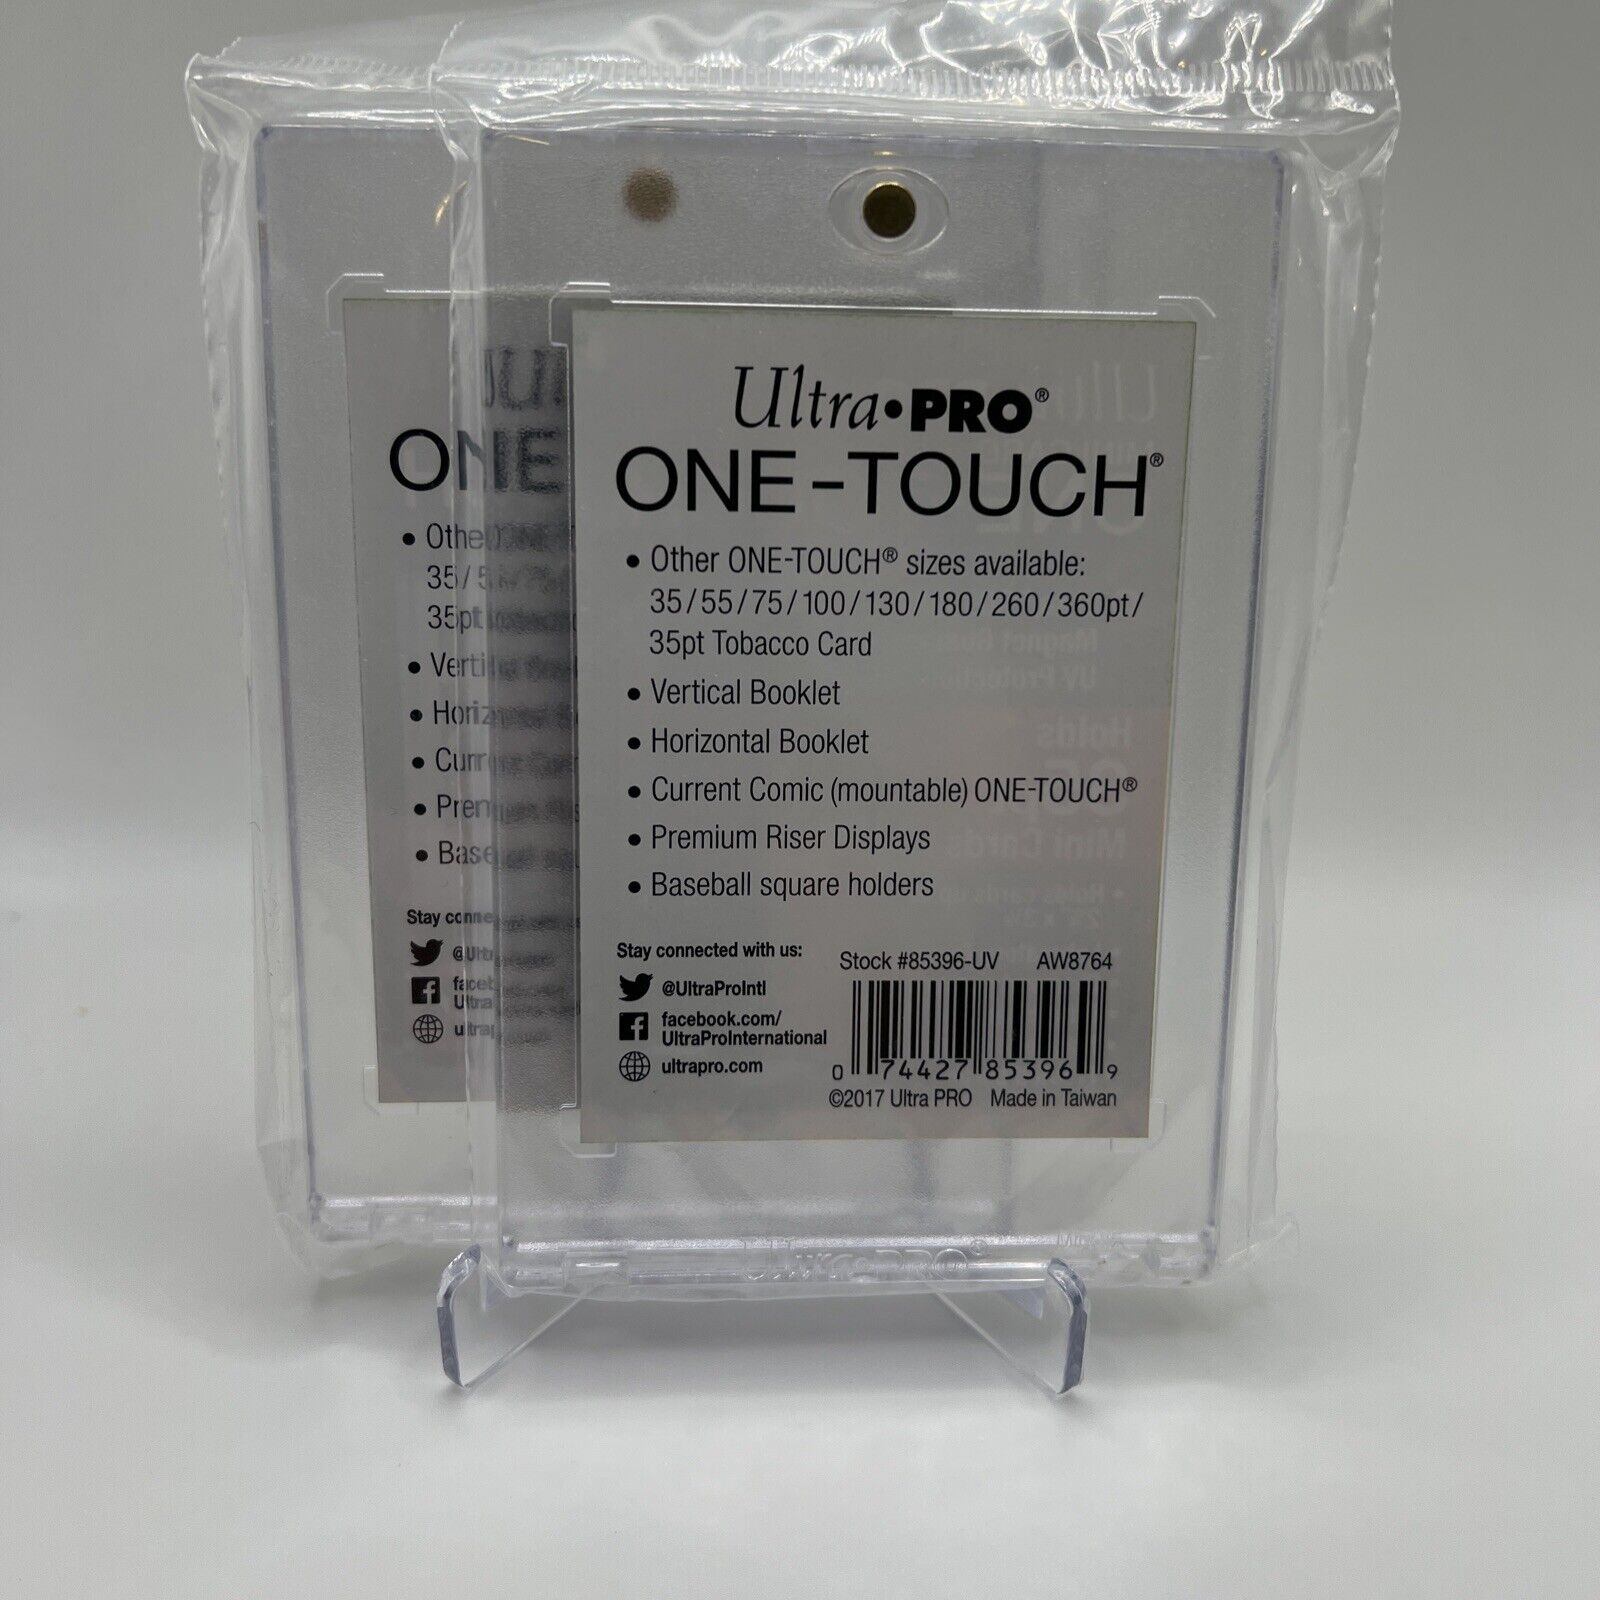 Ultra•PRO®
ONE-TOUCH®
• Other ONE-TOUCH® sizes available:
35/55/75/100/130/180/260/360pt/
35pt Tobacco Card
• Vertical Booklet
• Horizontal Booklet
• Current Comic (mountable) ONE-TOUCH®
• Premium Riser Displays
• Baseball square holders
Stay connected with us:
@UltraProIntl
facebook.com/
UltraProInternational
ultrapro.com
Stock #85396-UV AW8764
0 74427 85396 9
©2017 Ultra PRO Made in Taiwan
ONE
Stay
Ultra PRO®